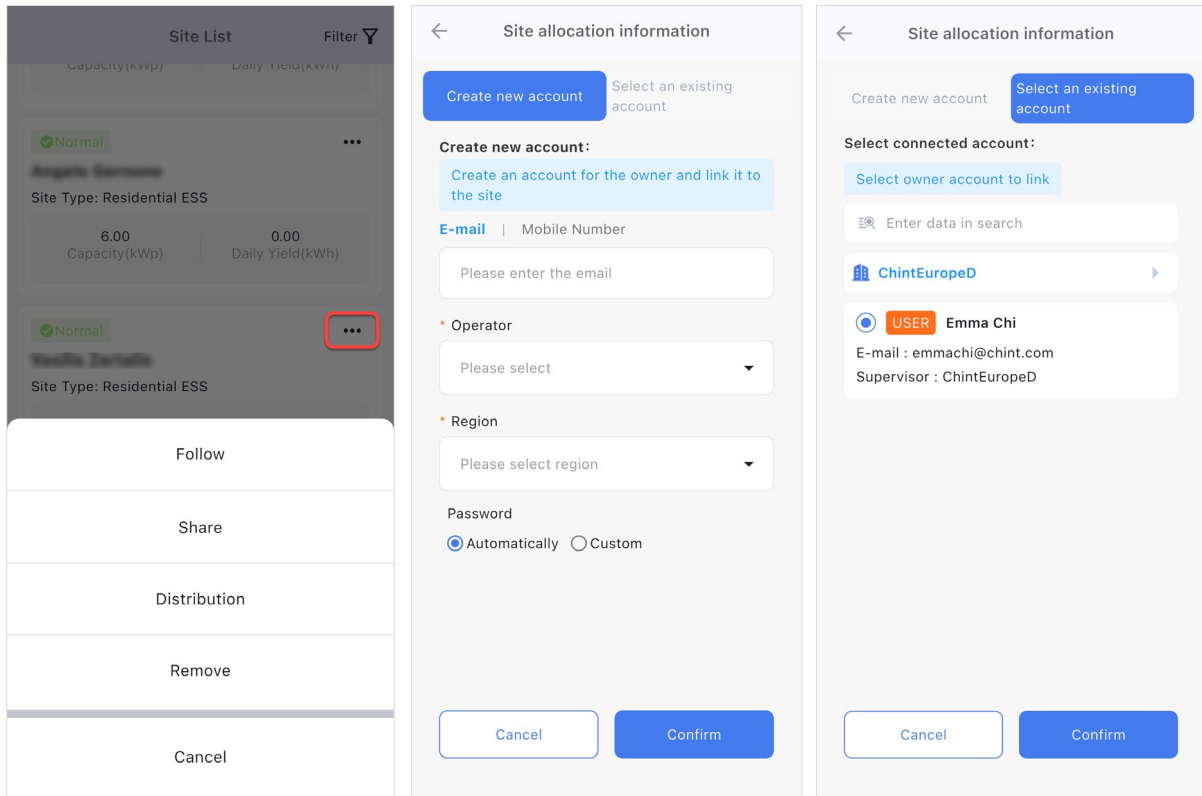 Site List
Filter
Capacity(kWp)
Daily Yield(kWh)
Normal
•••
Site Type: Residential ESS
6.00
0.00
Capacity(kWp)
Daily Yield(kWh)
Normal
•••
Site Type: Residential ESS
Follow
Share
Distribution
Remove
Cancel
Site allocation information
Create new account
Select an existing
account
Create new account:
Create an account for the owner and link it to
the site
E-mail | Mobile Number
Please enter the email
* Operator
Please select
* Region
Please select region
Password
Automatically
Custom
Cancel
Confirm
Site allocation information
Create new account
Select an existing
account
Select connected account:
Select owner account to link
Enter data in search
ChintEuropeD
USER Emma Chi
E-mail : emmachi@chint.com
Supervisor : ChintEuropeD
Cancel
Confirm